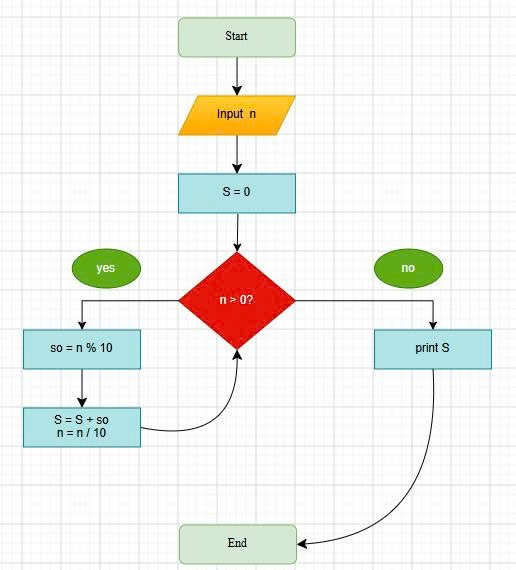 Start
Input n
S = 0
yes
no
n > 0?
so = n % 10
print S
S = S + so
n = n / 10
End